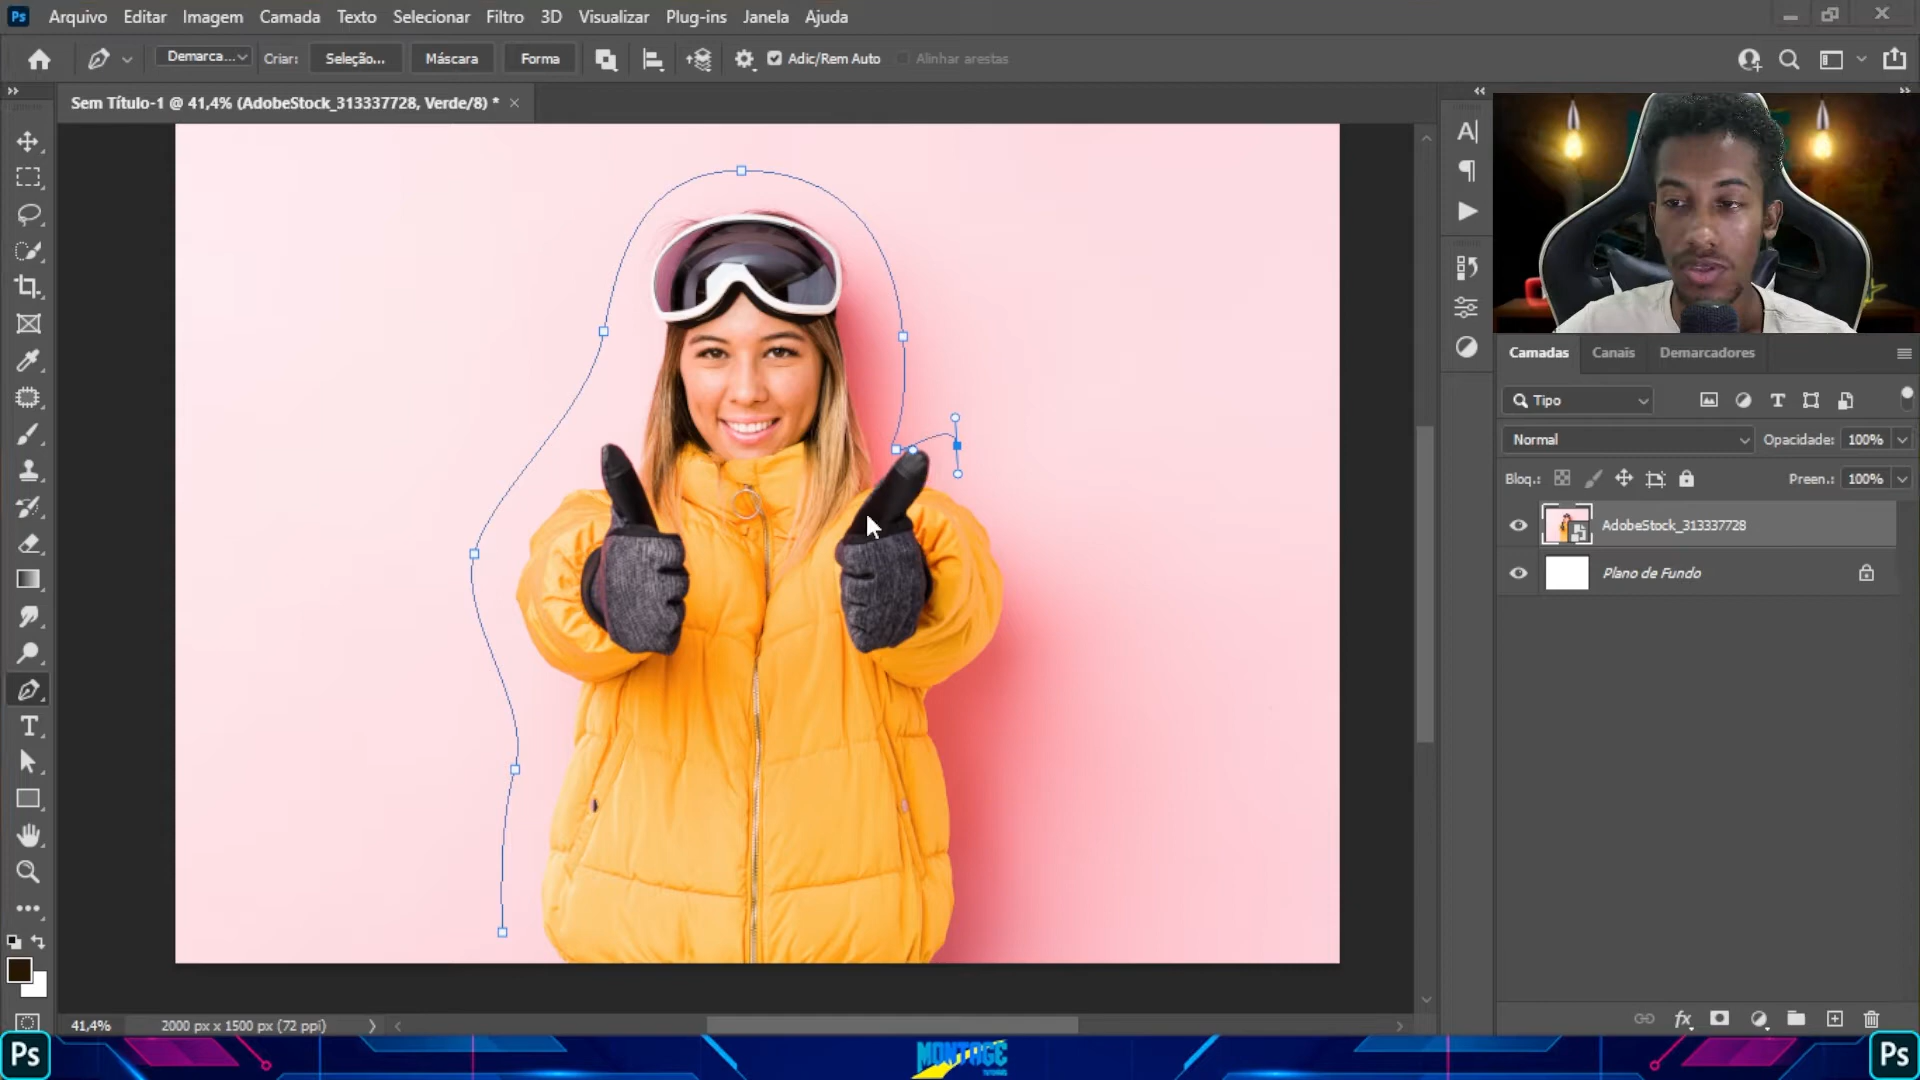 Ps Arquivo Editar Imagem Camada Texto Selecionar Filtro 3D Visualizar Plug-ins Janela Ajuda
Demarca... Criar: Seleção... Máscara Forma Adic/Rem Auto Alinhar arestas
Sem Título-1 @ 41,4% (AdobeStock_313337728, Verde/8) *
Camadas Canais Demarcadores
Tipo
Normal Opacidade: 100%
Bloq.: Preen.: 100%
AdobeStock_313337728
Plano de Fundo
fx
41,4% 2000 px x 1500 px (72 ppi)
Ps MONTAGE Ps